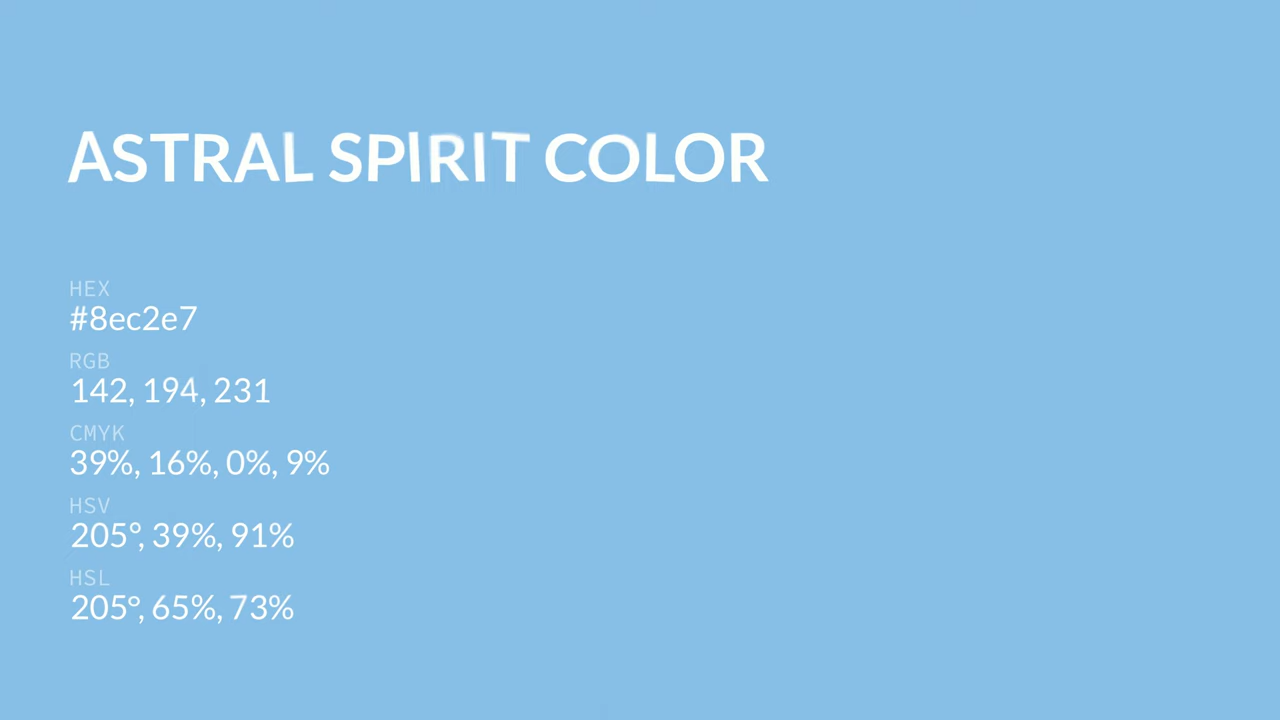 ASTRAL SPIRIT COLOR
HEX
#8ec2e7
RGB
142, 194, 231
CMYK
39%, 16%, 0%, 9%
HSV
205°, 39%, 91%
HSL
205°, 65%, 73%